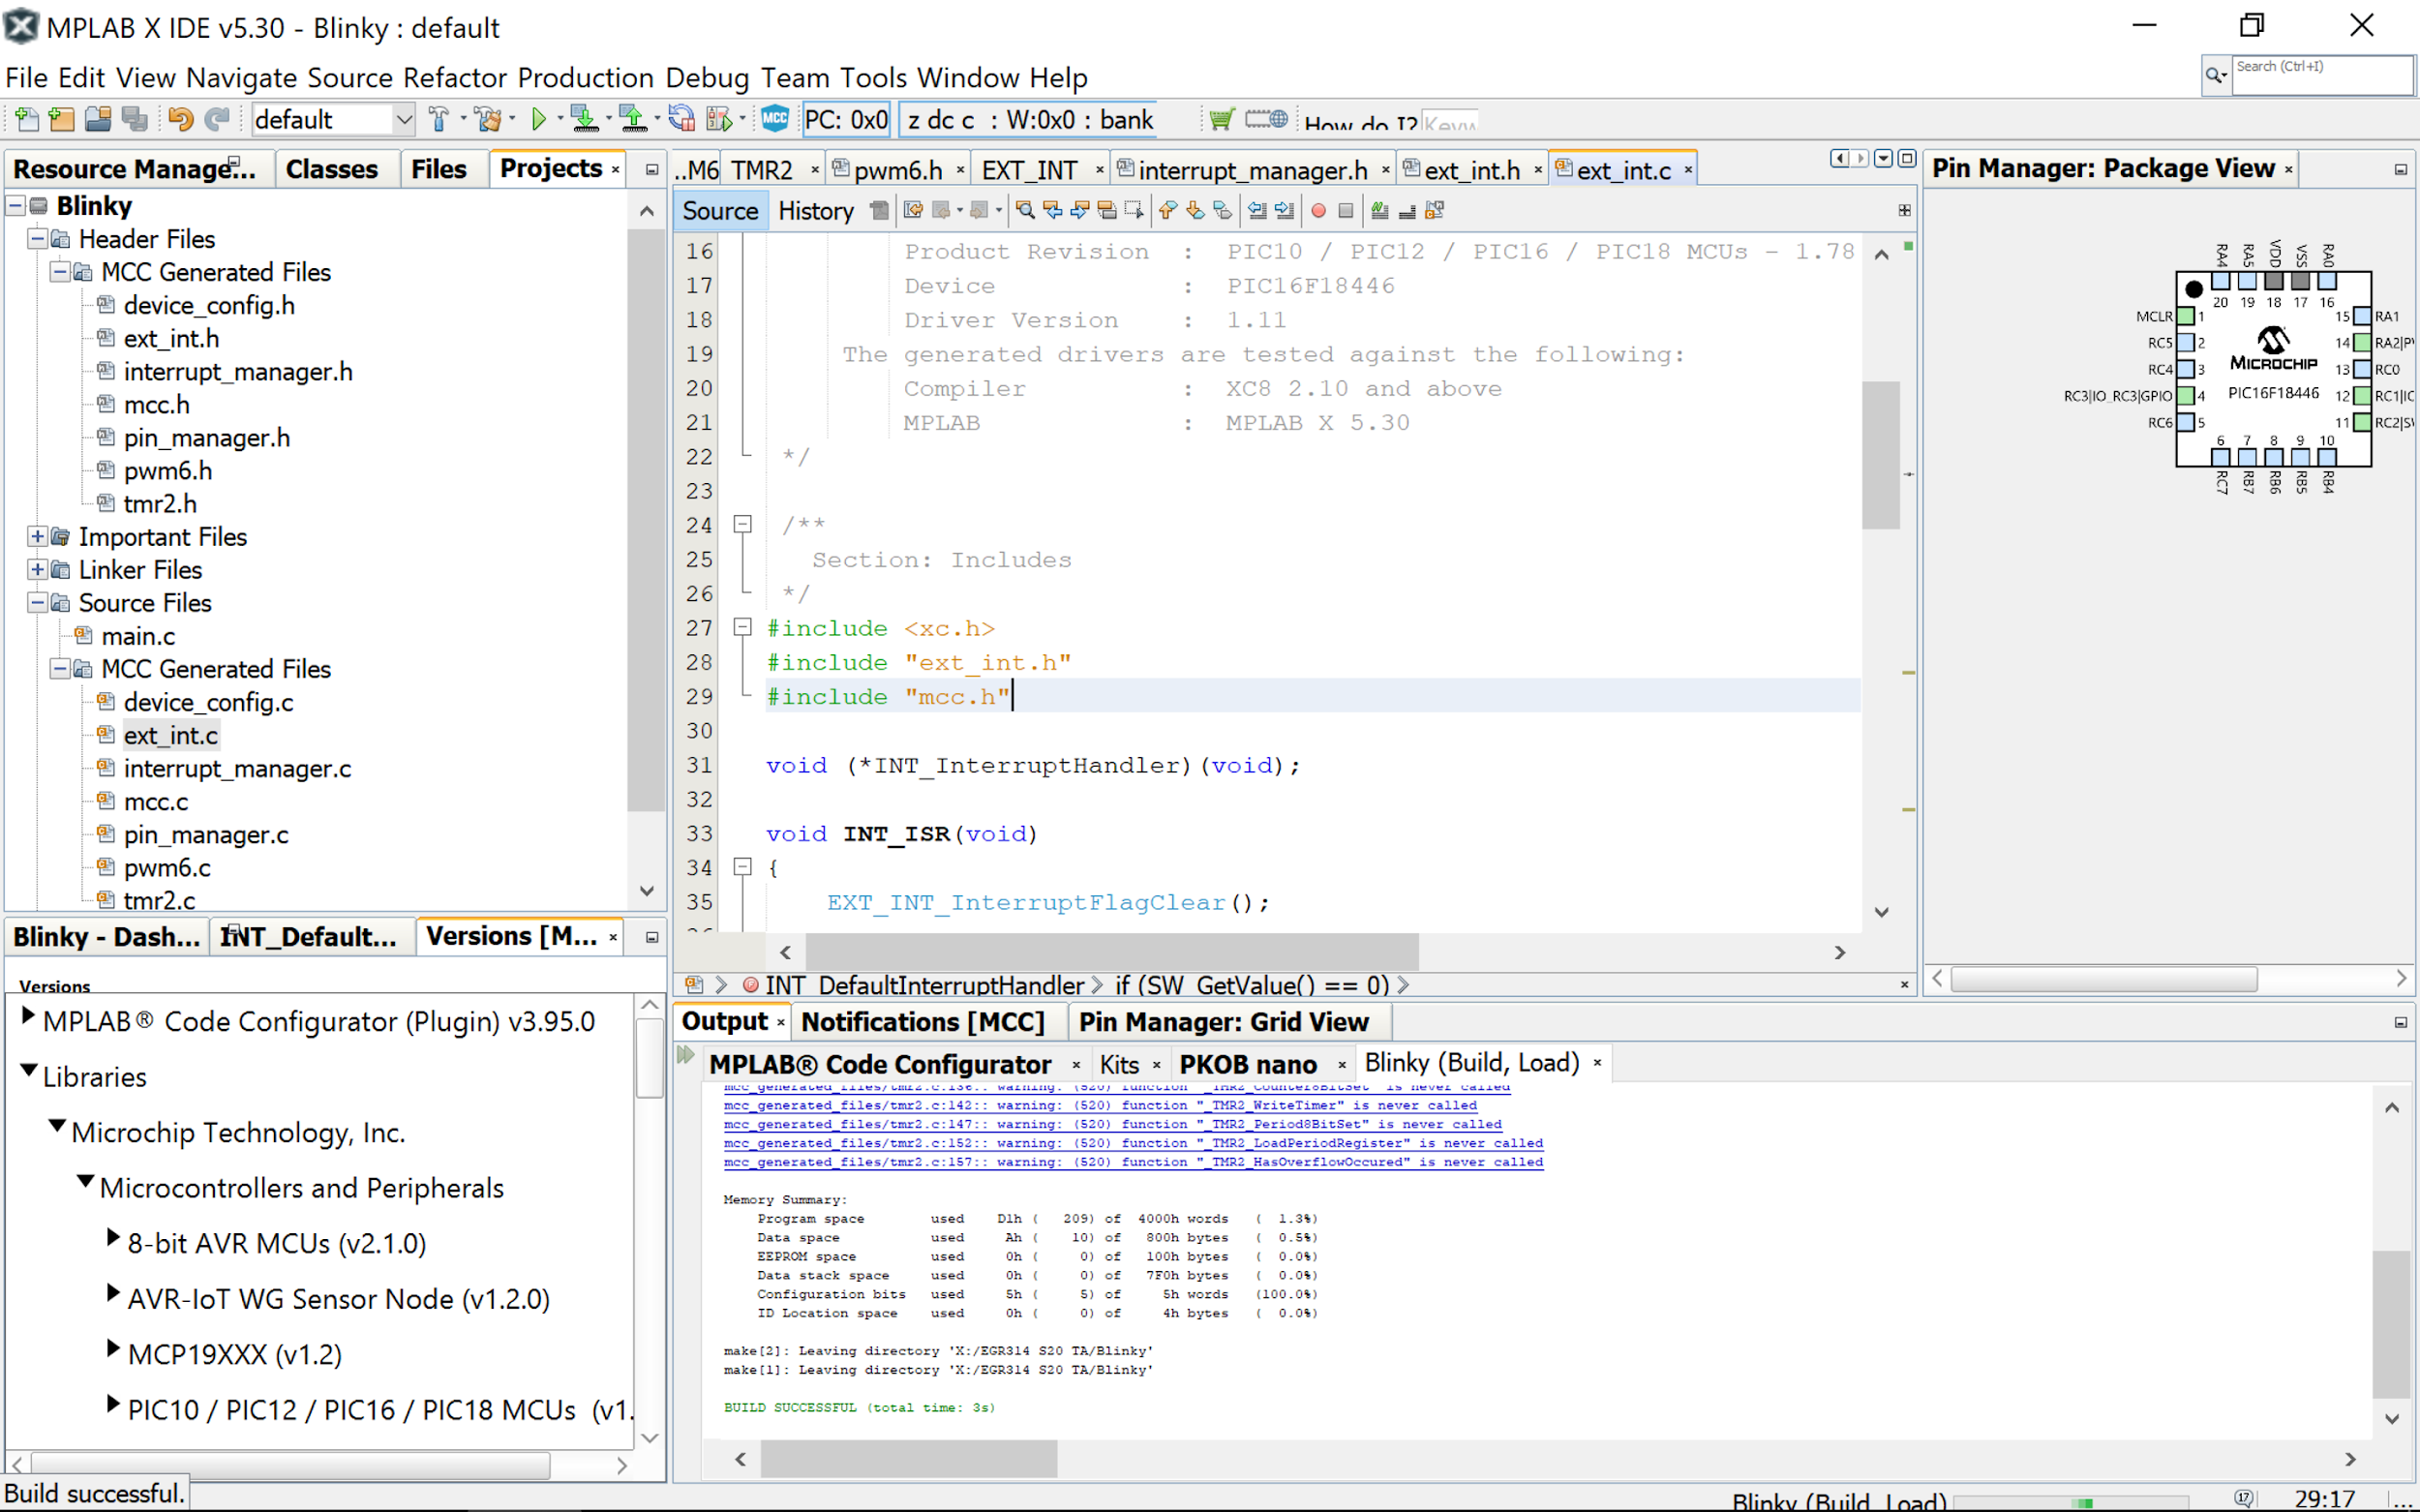 MPLAB X IDE v5.30 - Blinky : default
File Edit View Navigate Source Refactor Production Debug Team Tools Window Help
Search (Ctrl+I)
default
MCC
PC: 0x0
z dc c : W:0x0 : bank
How do I?
Resource Manage...
Classes
Files
Projects
Blinky
Header Files
MCC Generated Files
device_config.h
ext_int.h
interrupt_manager.h
mcc.h
pin_manager.h
pwm6.h
tmr2.h
Important Files
Linker Files
Source Files
main.c
MCC Generated Files
device_config.c
ext_int.c
interrupt_manager.c
mcc.c
pin_manager.c
pwm6.c
tmr2.c
Blinky - Dash...
INT_Default...
Versions [M...
Versions
MPLAB® Code Configurator (Plugin) v3.95.0
Libraries
Microchip Technology, Inc.
Microcontrollers and Peripherals
8-bit AVR MCUs (v2.1.0)
AVR-IoT WG Sensor Node (v1.2.0)
MCP19XXX (v1.2)
PIC10 / PIC12 / PIC16 / PIC18 MCUs (v1.
Build successful.
..M6
TMR2
pwm6.h
EXT_INT
interrupt_manager.h
ext_int.h
ext_int.c
Source
History
16 Product Revision : PIC10 / PIC12 / PIC16 / PIC18 MCUs - 1.78
17 Device : PIC16F18446
18 Driver Version : 1.11
19 The generated drivers are tested against the following:
20 Compiler : XC8 2.10 and above
21 MPLAB : MPLAB X 5.30
22 */
23
24 /**
25 Section: Includes
26 */
27 #include <xc.h>
28 #include "ext_int.h"
29 #include "mcc.h"
30
31 void (*INT_InterruptHandler)(void);
32
33 void INT_ISR(void)
34 {
35 EXT_INT_InterruptFlagClear();
INT_DefaultInterruptHandler
if (SW_GetValue() == 0)
Pin Manager: Package View
RA4 RA5 VDD VSS RA0
20 19 18 17 16
MCLR 1 15 RA1
RC5 2 14 RA2|P
RC4 3 13 RC0
RC3|IO_RC3|GPIO 4 12 RC1|IO
RC6 5 11 RC2|S
MICROCHIP
PIC16F18446
6 7 8 9 10
RC7 RB7 RB6 RB5 RB4
Output
Notifications [MCC]
Pin Manager: Grid View
MPLAB® Code Configurator
Kits
PKOB nano
Blinky (Build, Load)
mcc_generated_files/tmr2.c:136:: warning: (520) function "_TMR2_Counter8BitSet" is never called
mcc_generated_files/tmr2.c:142:: warning: (520) function "_TMR2_WriteTimer" is never called
mcc_generated_files/tmr2.c:147:: warning: (520) function "_TMR2_Period8BitSet" is never called
mcc_generated_files/tmr2.c:152:: warning: (520) function "_TMR2_LoadPeriodRegister" is never called
mcc_generated_files/tmr2.c:157:: warning: (520) function "_TMR2_HasOverflowOccured" is never called
Memory Summary:
Program space used D1h ( 209) of 4000h words ( 1.3%)
Data space used Ah ( 10) of 800h bytes ( 0.5%)
EEPROM space used 0h ( 0) of 100h bytes ( 0.0%)
Data stack space used 0h ( 0) of 7F0h bytes ( 0.0%)
Configuration bits used 5h ( 5) of 5h words (100.0%)
ID Location space used 0h ( 0) of 4h bytes ( 0.0%)
make[2]: Leaving directory 'X:/EGR314 S20 TA/Blinky'
make[1]: Leaving directory 'X:/EGR314 S20 TA/Blinky'
BUILD SUCCESSFUL (total time: 3s)
Blinky (Build, Load)
17
29:17